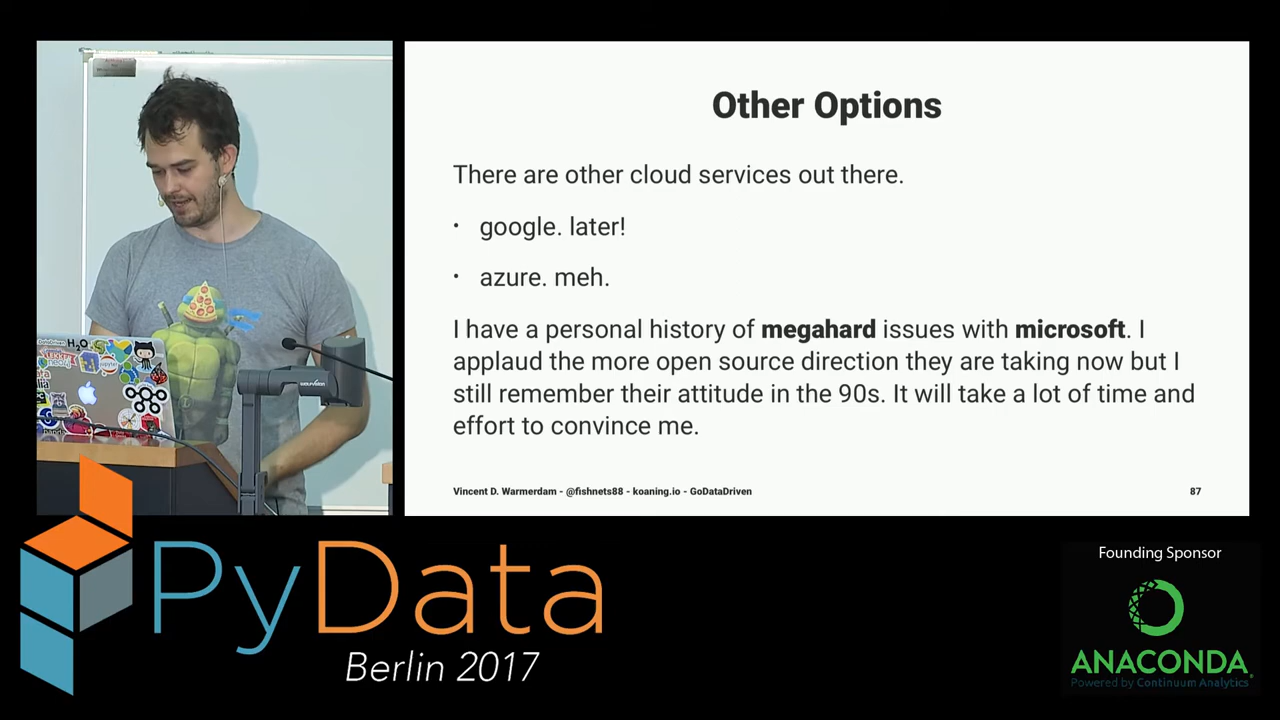 Other Options
There are other cloud services out there.
• google. later!
• azure. meh.
I have a personal history of megahard issues with microsoft. I
applaud the more open source direction they are taking now but I
still remember their attitude in the 90s. It will take a lot of time and
effort to convince me.
Vincent D. Warmerdam - @fishnets88 - koaning.io - GoDataDriven
87
H2O
wolfvision
PyData
Berlin 2017
Founding Sponsor
ANACONDA
Powered by Continuum Analytics